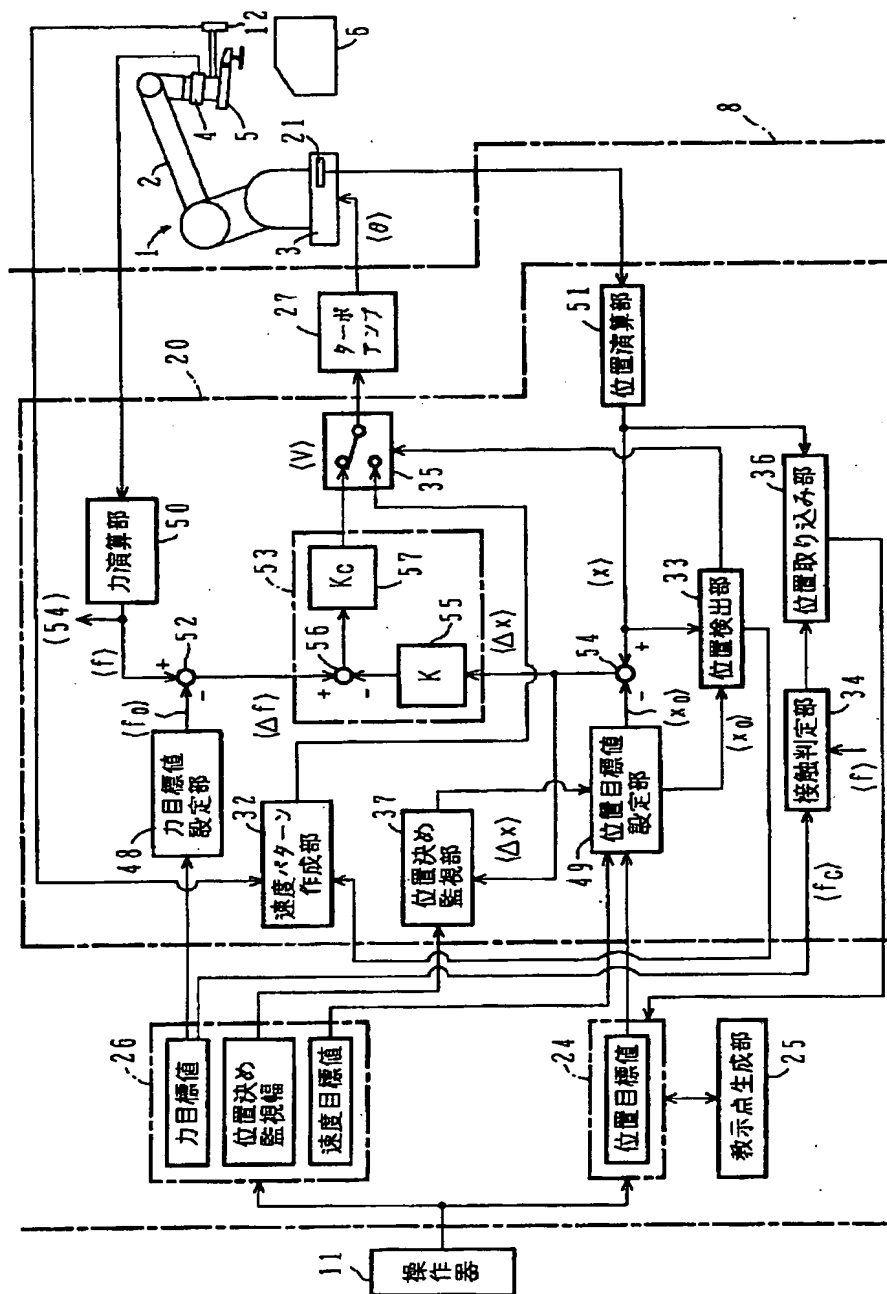 11
操作器
26
力目標値
位置決め
監視幅
速度目標値
24
位置目標値
25
教示点生成部
20
8
48
力目標値
設定部
32
速度パターン
作成部
37
位置決め
監視部
49
位置目標値
設定部
⟨f0⟩
52
+
-
⟨f⟩
⟨54⟩
50
力演算部
⟨Δf⟩
53
56
+
-
Kc
57
K
55
⟨Δx⟩
⟨Δx⟩
54
+
-
⟨x0⟩
⟨x0⟩
⟨x⟩
⟨V⟩
35
27
ターボ
アンプ
⟨θ⟩
51
位置演算部
33
位置検出部
36
位置取り込み部
34
接触判定部
⟨f⟩
⟨fc⟩
1
2
3
4
5
6
12
21